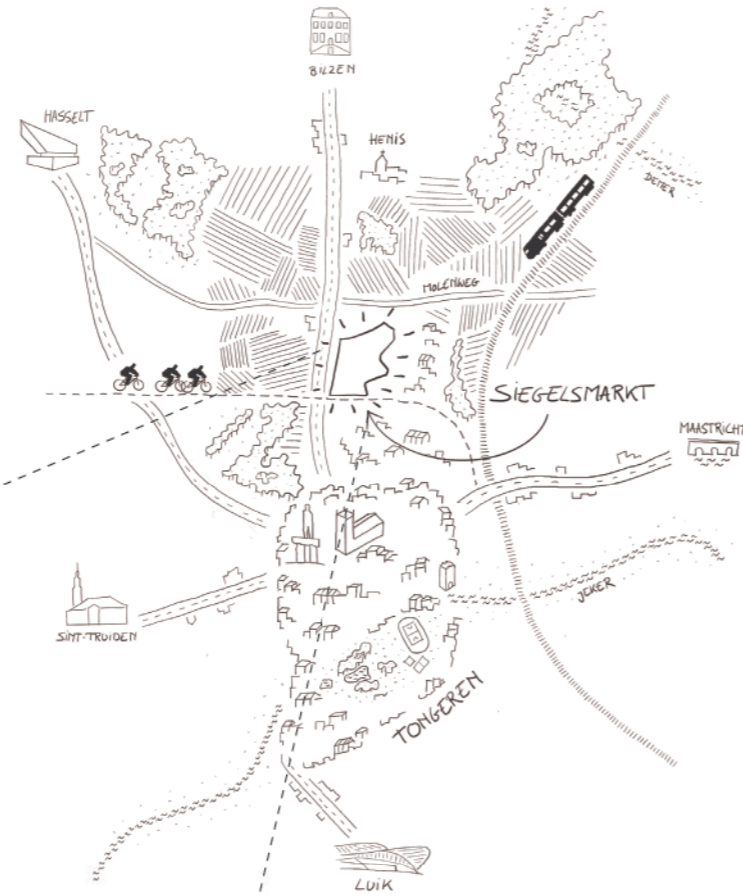 BILZEN
HASSELT
HENIS
DEMER
MOLENWEG
SIEGELSMARKT
MAASTRICHT
JEKER
SINT-TRUIDEN
TONGEREN
LUIK